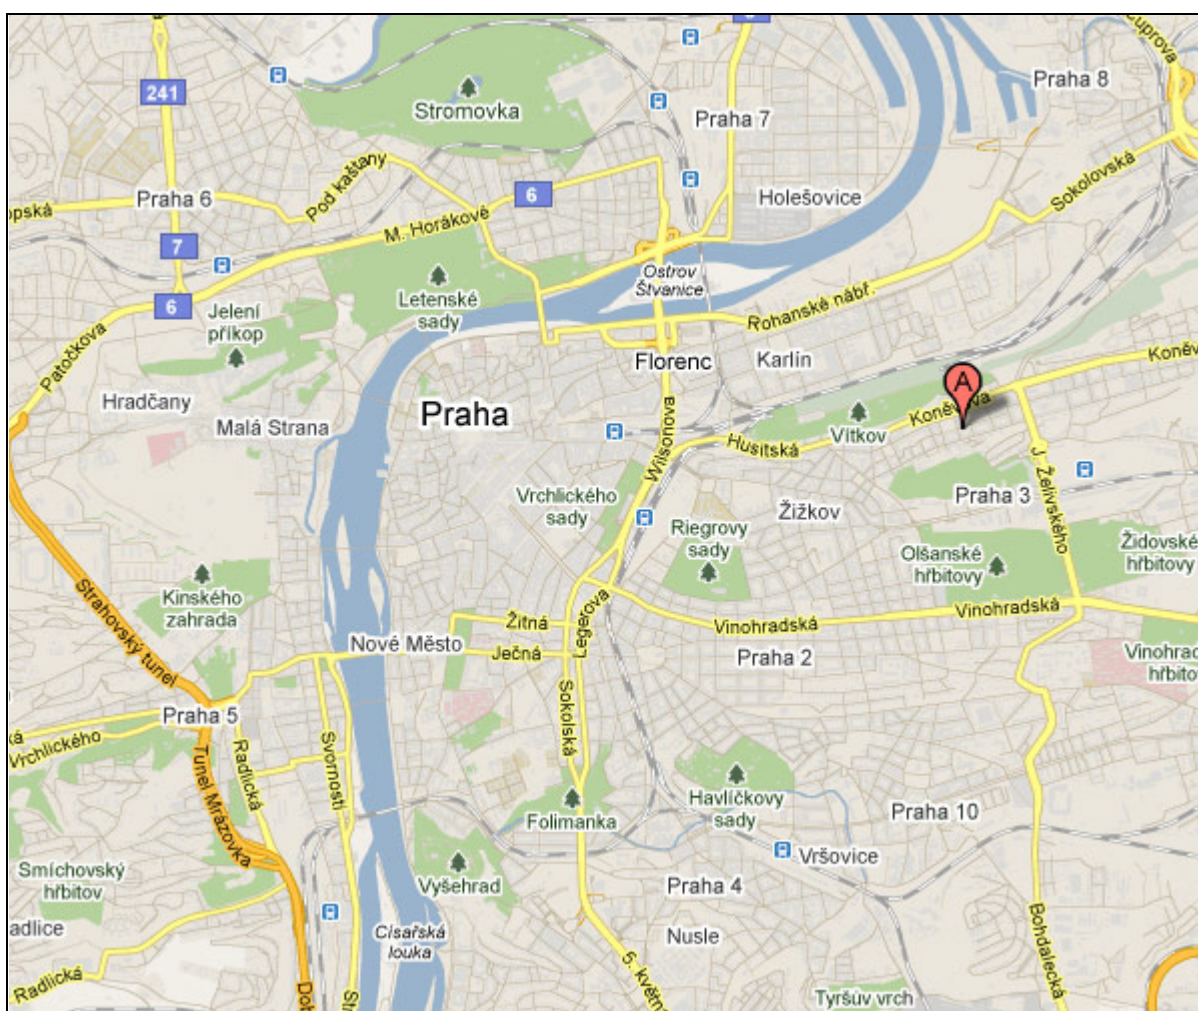 241
Stromovka
Praha 7
Praha 8
Praha 6
Pod kaštany
6
Holešovice
Sokolovská
M. Horákové
7
Ostrov
Štvanice
Letenské
sady
6
Jelení
příkop
Rohanské nábř.
Patočkova
Florenc
Karlín
A
Hradčany
Malá Strana
Praha
Wilsonova
Husitská
Vítkov
Koněvova
J. Želivského
Vrchlického
sady
Riegrovy
sady
Žižkov
Praha 3
Olšanské
hřbitovy
Židovské
hřbitovy
Kinského
zahrada
Strahovský tunel
Žitná
Legerova
Vinohradská
Vinohradská
Nové Město
Ječná
Praha 2
Praha 5
Vrchlického
Radlická
Svornosti
Sokolská
Tunel Mrázovka
Folimanka
Havlíčkovy
sady
Praha 10
Vršovice
Smíchovský
hřbitov
Vyšehrad
Praha 4
Císařská
louka
Nusle
Bohdalecká
Radlická
Tyršův vrch